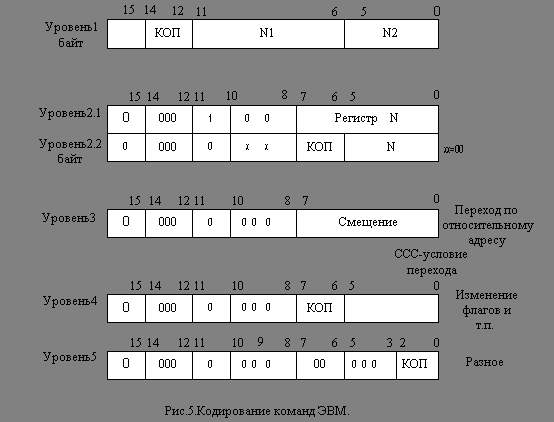 15 14 12 11 6 5 0
Уровень1 байт КОП N1 N2
15 14 12 11 10 8 7 6 5 0
Уровень2.1 0 000 1 0 0 Регистр N
Уровень2.2 байт 0 000 0 x x КОП N xx=00
15 14 12 11 10 8 7 0
Уровень3 0 000 0 0 0 0 Смещение
Переход по
относительному
адресу
ССС-условие
перехода
15 14 12 11 10 8 7 6 5 0
Уровень4 0 000 0 0 0 0 КОП
Изменение
флагов и
т.п.
15 14 12 11 10 9 8 7 6 5 3 2 0
Уровень5 0 000 0 0 0 0 00 0 0 0 КОП Разное
Рис.5.Кодирование команд ЭВМ.